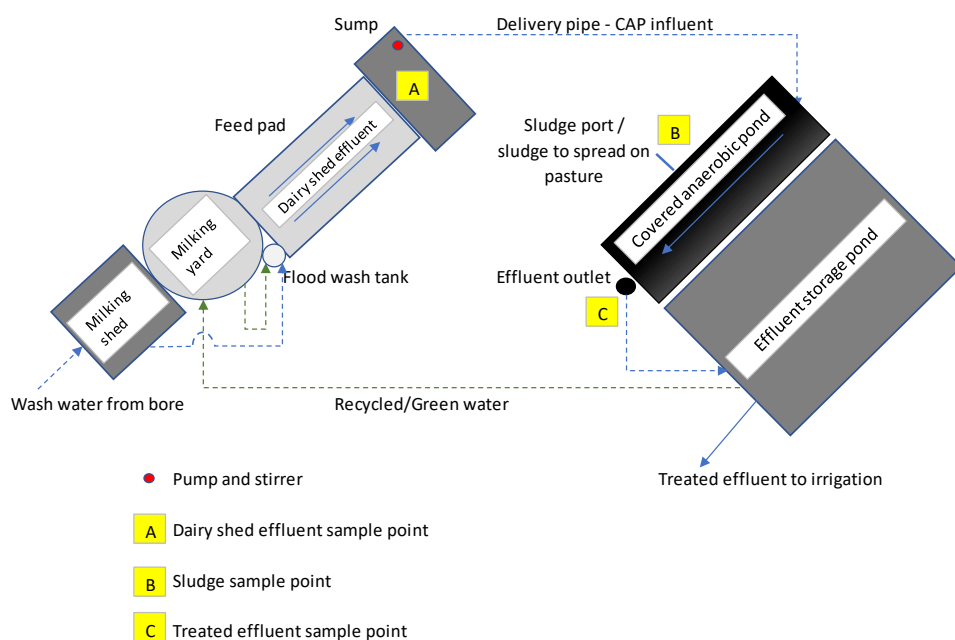 Sump
Delivery pipe - CAP influent
A
Feed pad
Dairy shed effluent
Sludge port /
sludge to spread on
pasture
B
Covered anaerobic pond
Milking
yard
Flood wash tank
Effluent outlet
C
Milking
shed
Effluent storage pond
Wash water from bore
Recycled/Green water
Treated effluent to irrigation
Pump and stirrer
A Dairy shed effluent sample point
B Sludge sample point
C Treated effluent sample point